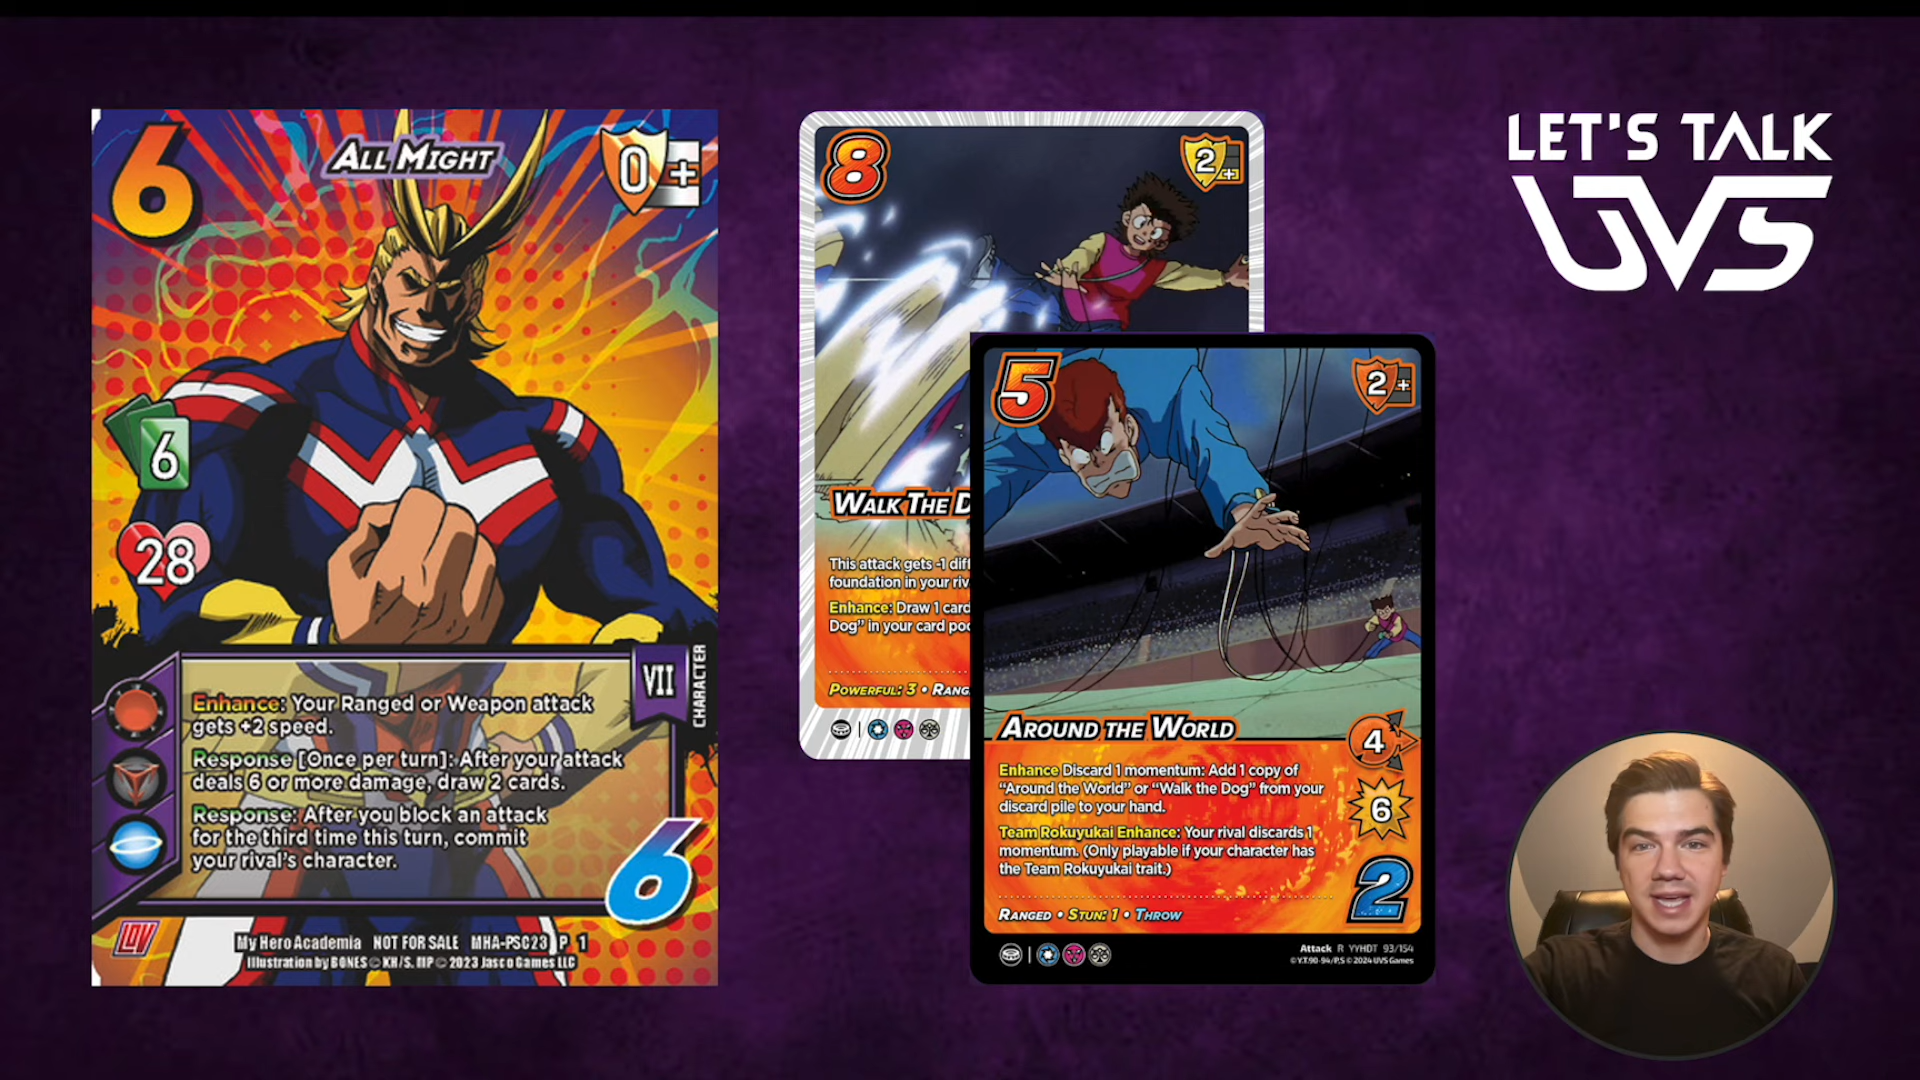 6
ALL MIGHT
0 +
6
28
VII
CHARACTER
Enhance: Your Ranged or Weapon attack
gets +2 speed.
Response [Once per turn]: After your attack
deals 6 or more damage, draw 2 cards.
Response: After you block an attack
for the third time this turn, commit
your rival's character.
6
LOV
My Hero Academia NOT FOR SALE MHA-PSC23 P 1
Illustration by BONES © KH/S. MP © 2023 Jasco Games LLC
8
2 +
WALK THE D
This attack gets -1 diff
foundation in your riv
Enhance: Draw 1 card
Dog" in your card poo
POWERFUL: 3 • RANG
5
2 +
AROUND THE WORLD
4
Enhance Discard 1 momentum: Add 1 copy of
"Around the World" or "Walk the Dog" from your
discard pile to your hand.
6
Team Rokuyukai Enhance: Your rival discards 1
momentum. (Only playable if your character has
the Team Rokuyukai trait.)
2
RANGED • STUN: 1 • THROW
Attack R YYHDT 93/154
©Y.T.90-94/P,S © 2024 UVS Games
LET'S TALK
UVS